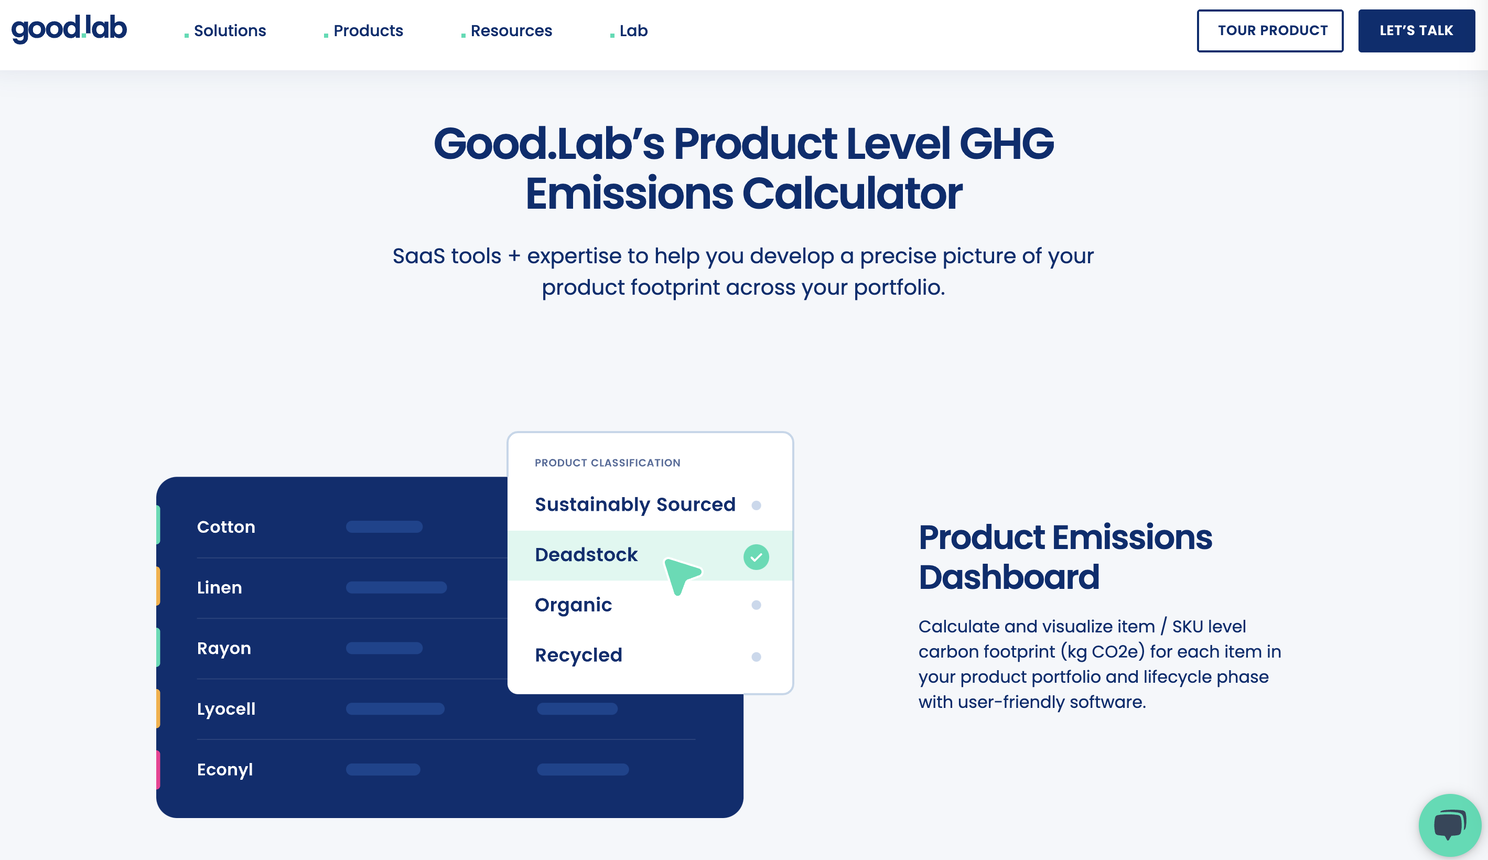 good.lab
Solutions
Products
Resources
Lab
TOUR PRODUCT
LET’S TALK
Good.Lab’s Product Level GHG
Emissions Calculator
SaaS tools + expertise to help you develop a precise picture of your
product footprint across your portfolio.
PRODUCT CLASSIFICATION
Sustainably Sourced
Deadstock
Organic
Recycled
Cotton
Linen
Rayon
Lyocell
Econyl
Product Emissions
Dashboard
Calculate and visualize item / SKU level
carbon footprint (kg CO2e) for each item in
your product portfolio and lifecycle phase
with user-friendly software.